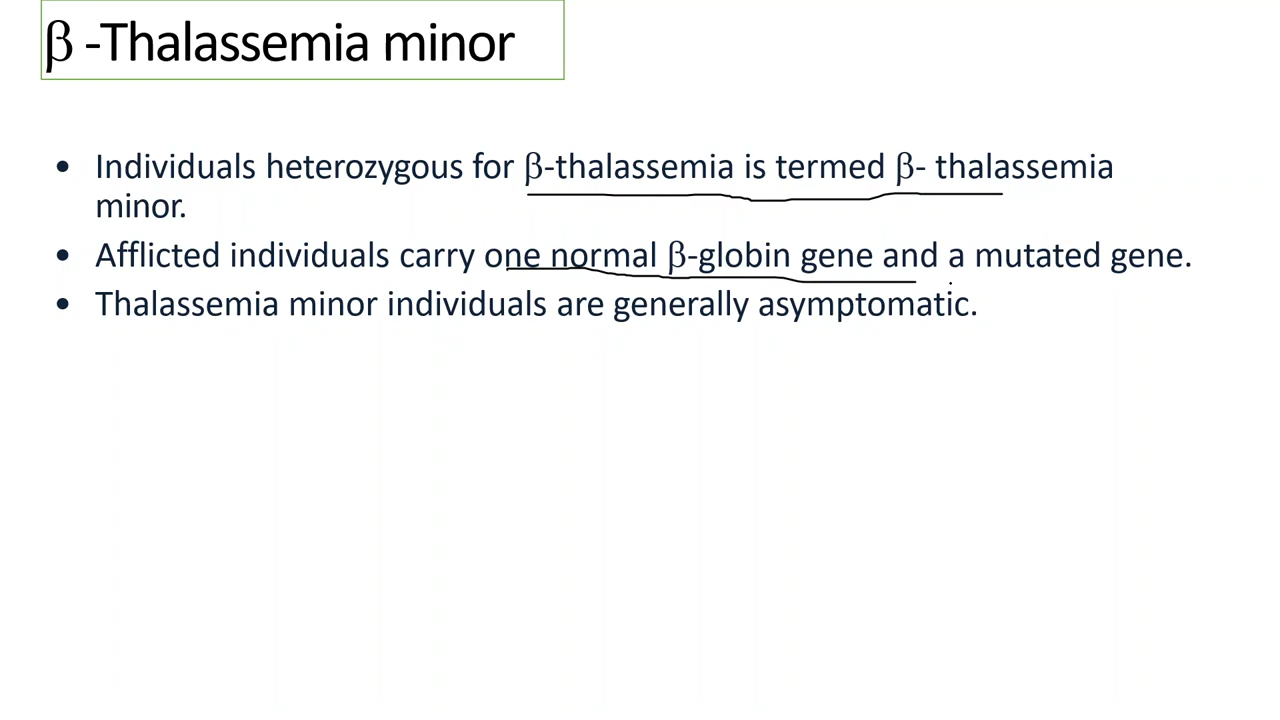 β -Thalassemia minor
• Individuals heterozygous for β-thalassemia is termed β- thalassemia
minor.
• Afflicted individuals carry one normal β-globin gene and a mutated gene.
• Thalassemia minor individuals are generally asymptomatic.